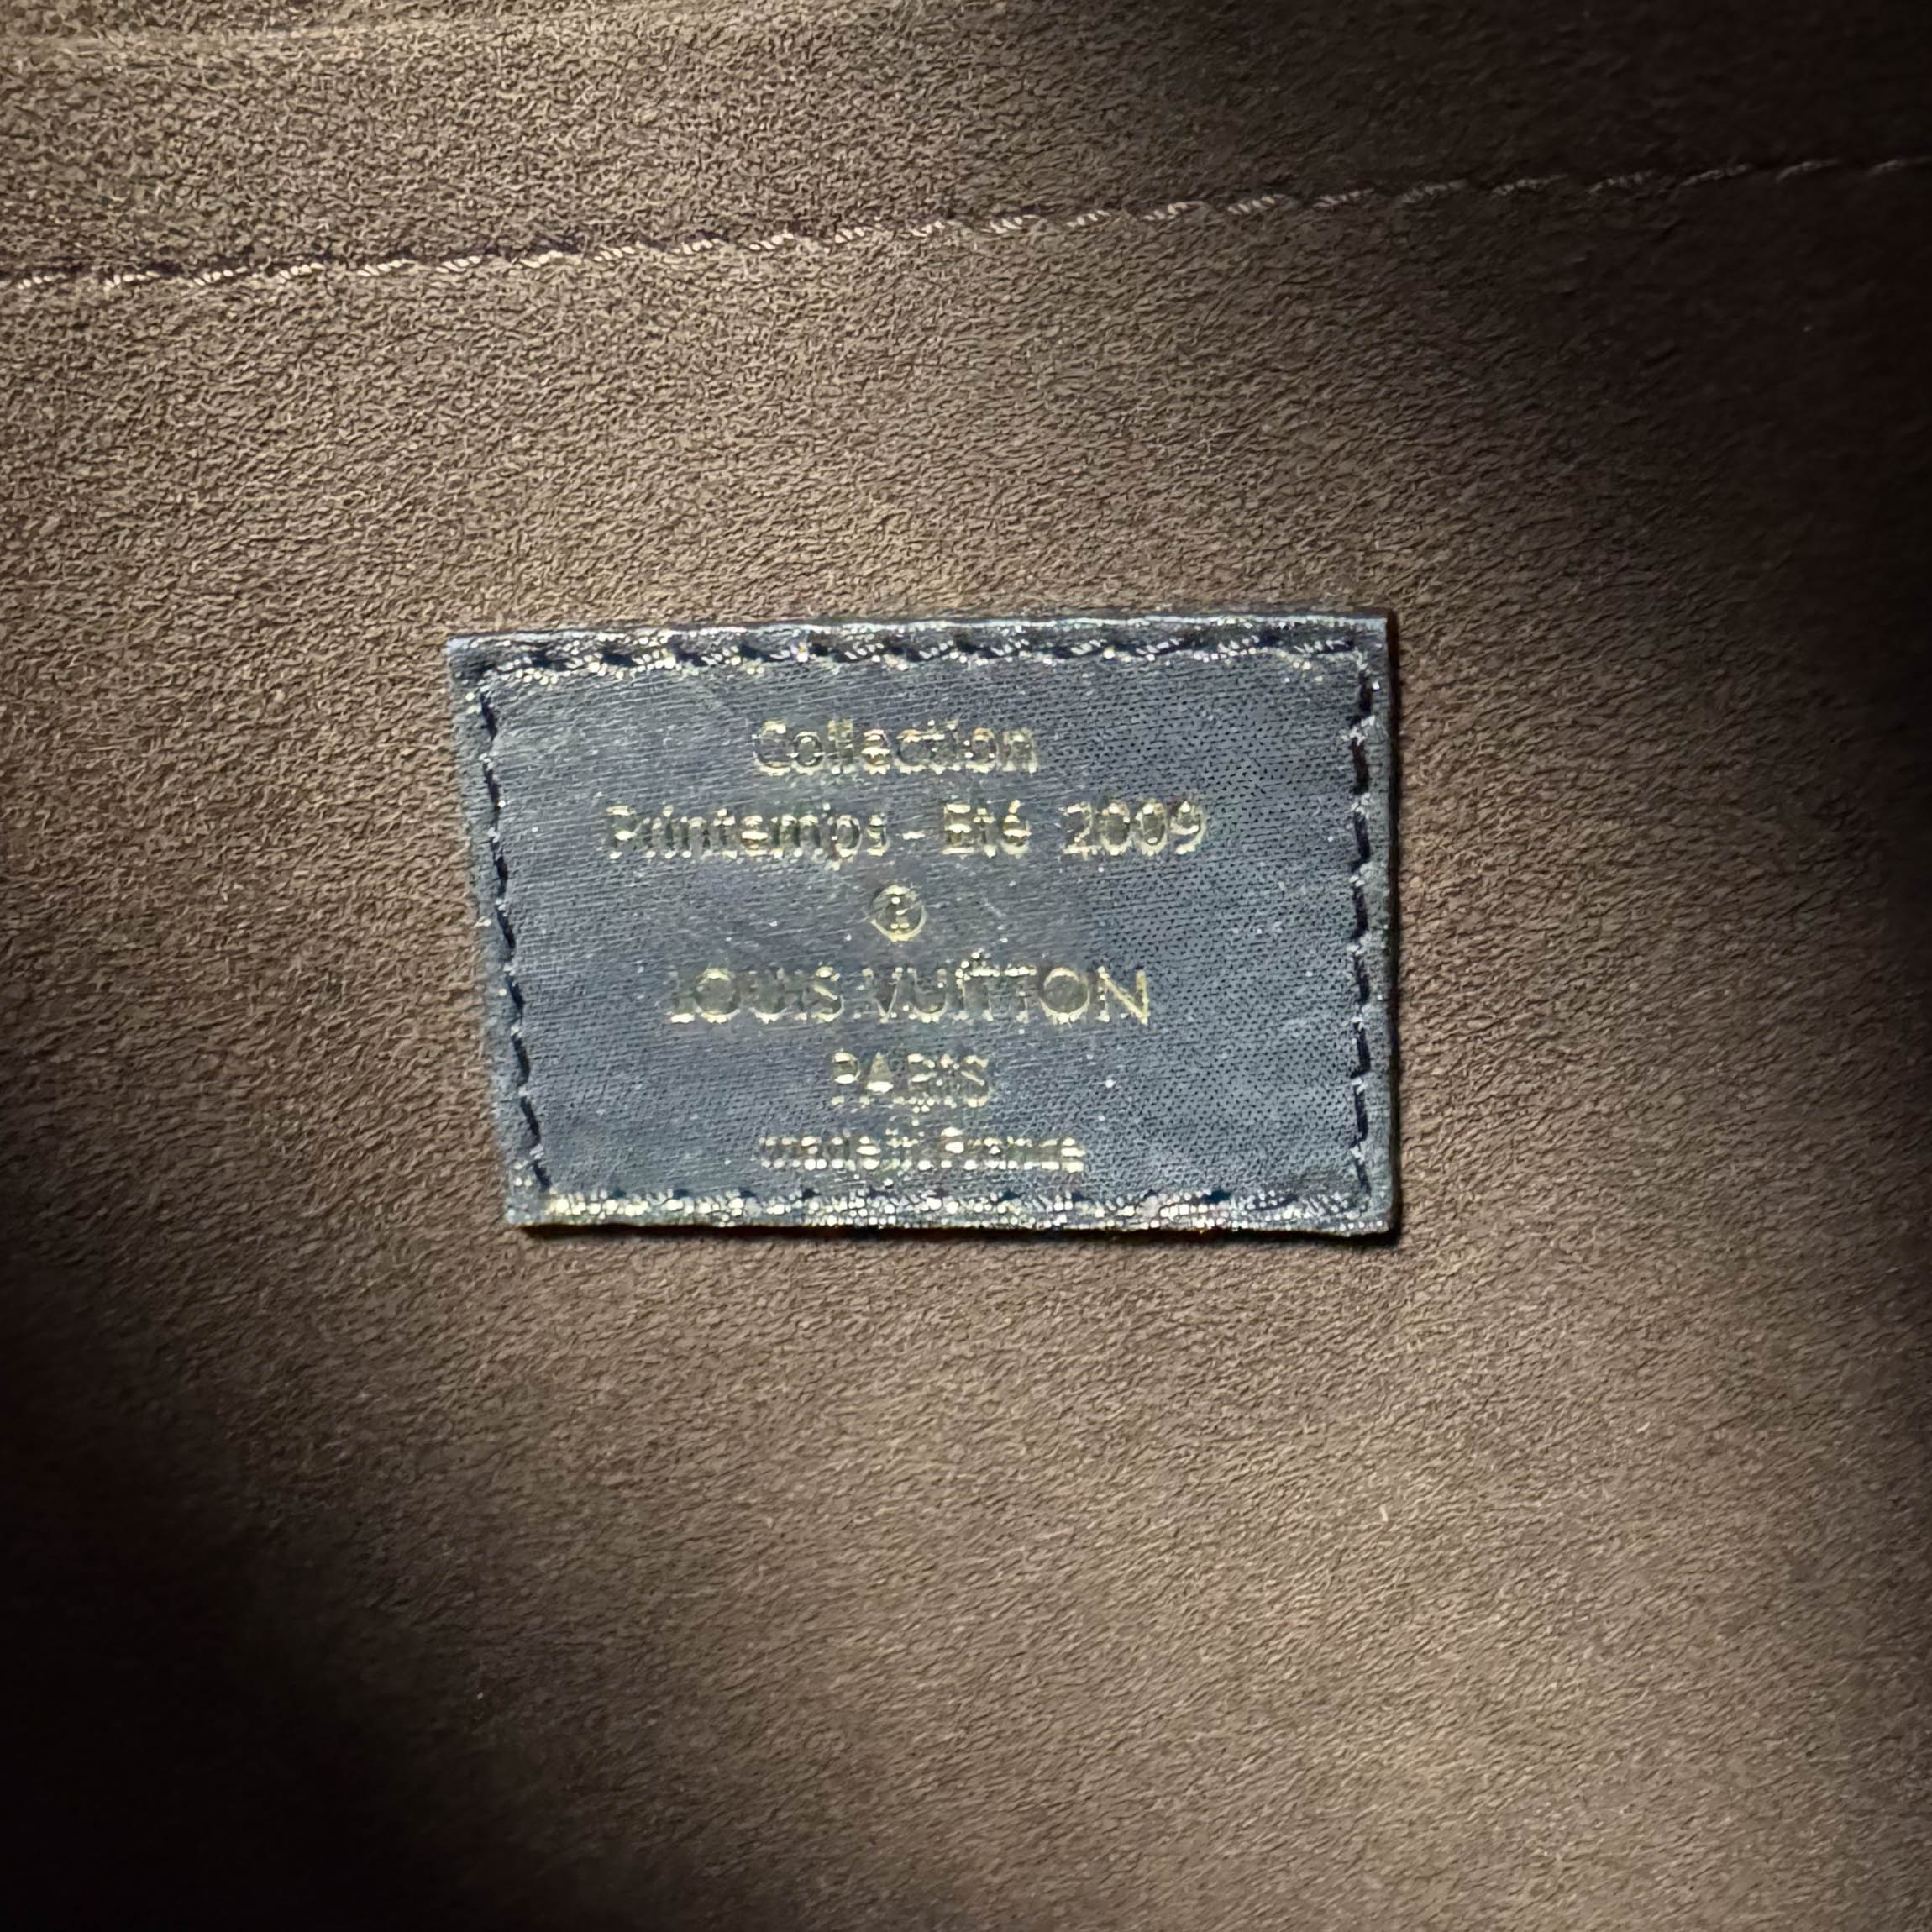 Collection
Printemps - Eté 2009
®
LOUIS VUITTON
PARIS
made in France